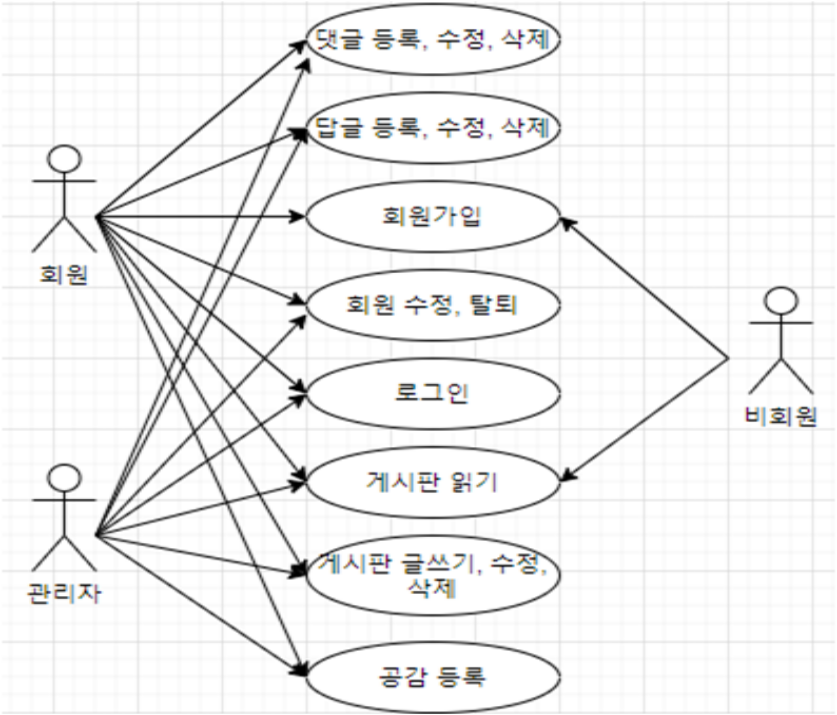 댓글 등록, 수정, 삭제
답글 등록, 수정, 삭제
회원가입
회원
회원 수정, 탈퇴
로그인
비회원
게시판 읽기
게시판 글쓰기, 수정,
삭제
관리자
공감 등록